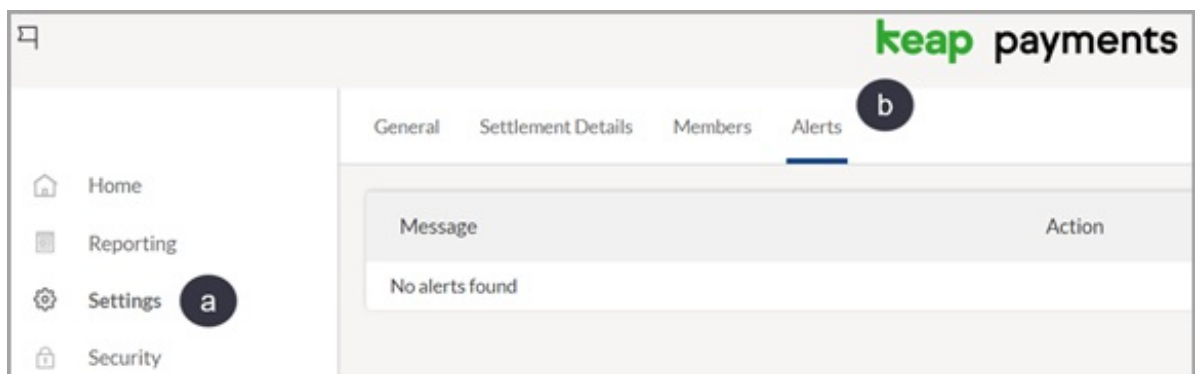 keap payments
General Settlement Details Members Alerts b
Home
Message Action
Reporting
No alerts found
Settings a
Security